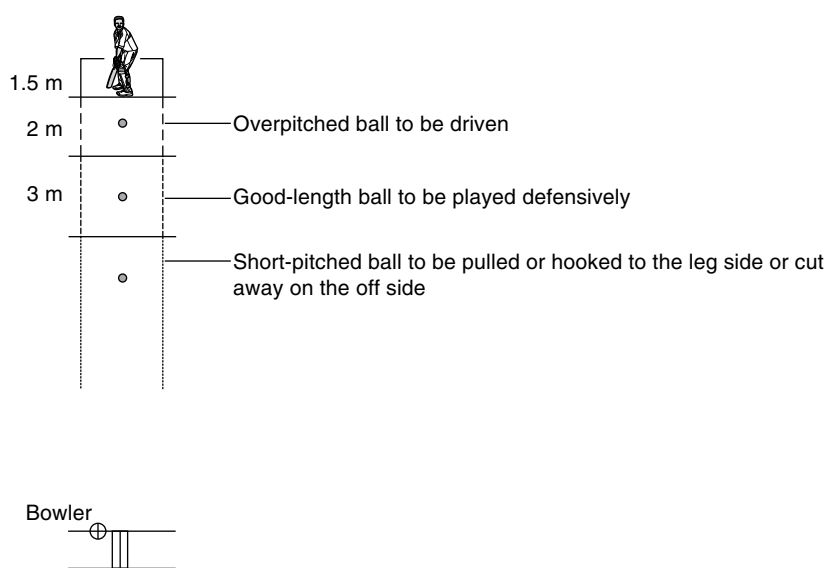 1.5 m
2 m
Overpitched ball to be driven
3 m
Good-length ball to be played defensively
Short-pitched ball to be pulled or hooked to the leg side or cut
away on the off side
Bowler